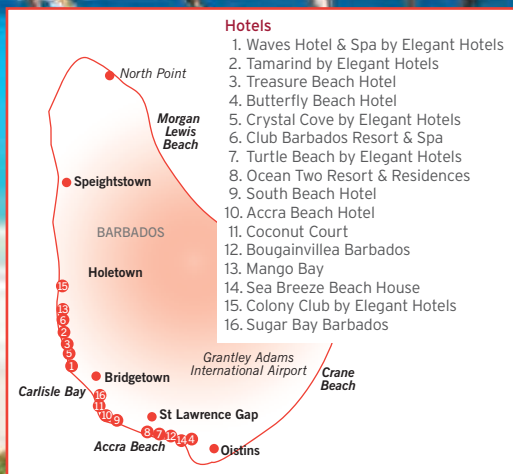 Hotels
1. Waves Hotel & Spa by Elegant Hotels
2. Tamarind by Elegant Hotels
3. Treasure Beach Hotel
4. Butterfly Beach Hotel
5. Crystal Cove by Elegant Hotels
6. Club Barbados Resort & Spa
7. Turtle Beach by Elegant Hotels
8. Ocean Two Resort & Residences
9. South Beach Hotel
10. Accra Beach Hotel
11. Coconut Court
12. Bougainvillea Barbados
13. Mango Bay
14. Sea Breeze Beach House
15. Colony Club by Elegant Hotels
16. Sugar Bay Barbados
North Point
Morgan
Lewis
Beach
Speightstown
BARBADOS
Holetown
15
13
6
2
3
5
1
Grantley Adams
International Airport
Crane
Beach
Bridgetown
Carlisle Bay
16
11
10 9
St Lawrence Gap
8 7 12 14 4
Accra Beach
Oistins